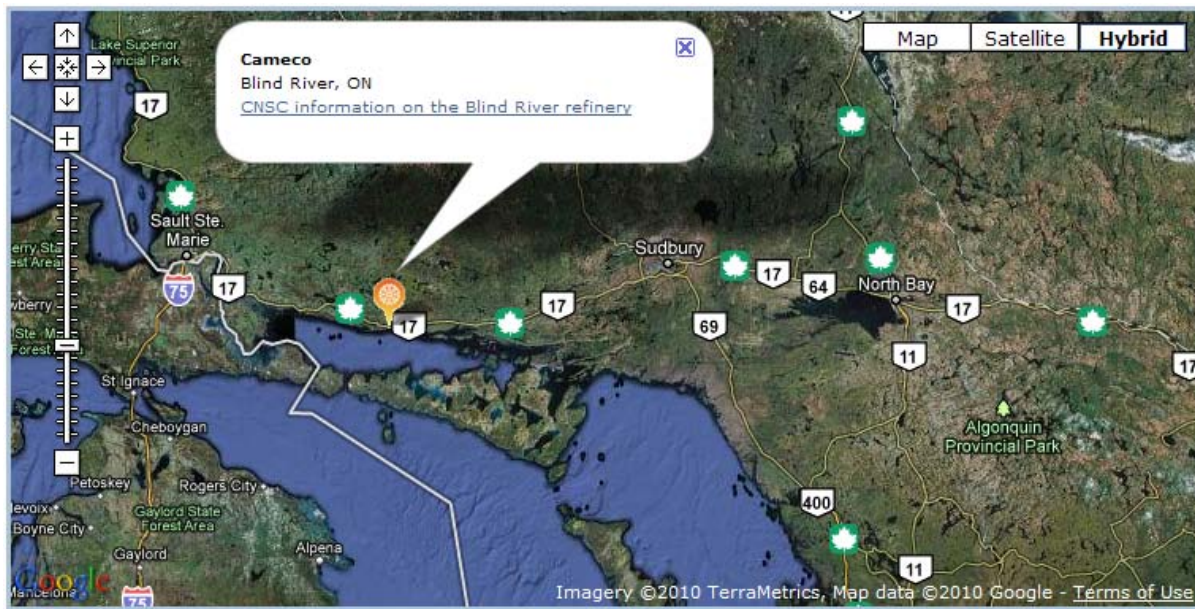 Cameco
Blind River, ON
CNSC information on the Blind River refinery
Map
Satellite
Hybrid
11
Lake Superior
Provincial Park
17
Sault Ste.
Marie
75
17
17
17
Sudbury
17
64
North Bay
17
69
11
17
St Ignace
Cheboygan
Petoskey
Rogers City
Boyne City
Gaylord State
Forest Area
Gaylord
Alpena
Algonquin
Provincial Park
400
11
75
Google
Imagery ©2010 TerraMetrics, Map data ©2010 Google - Terms of Use